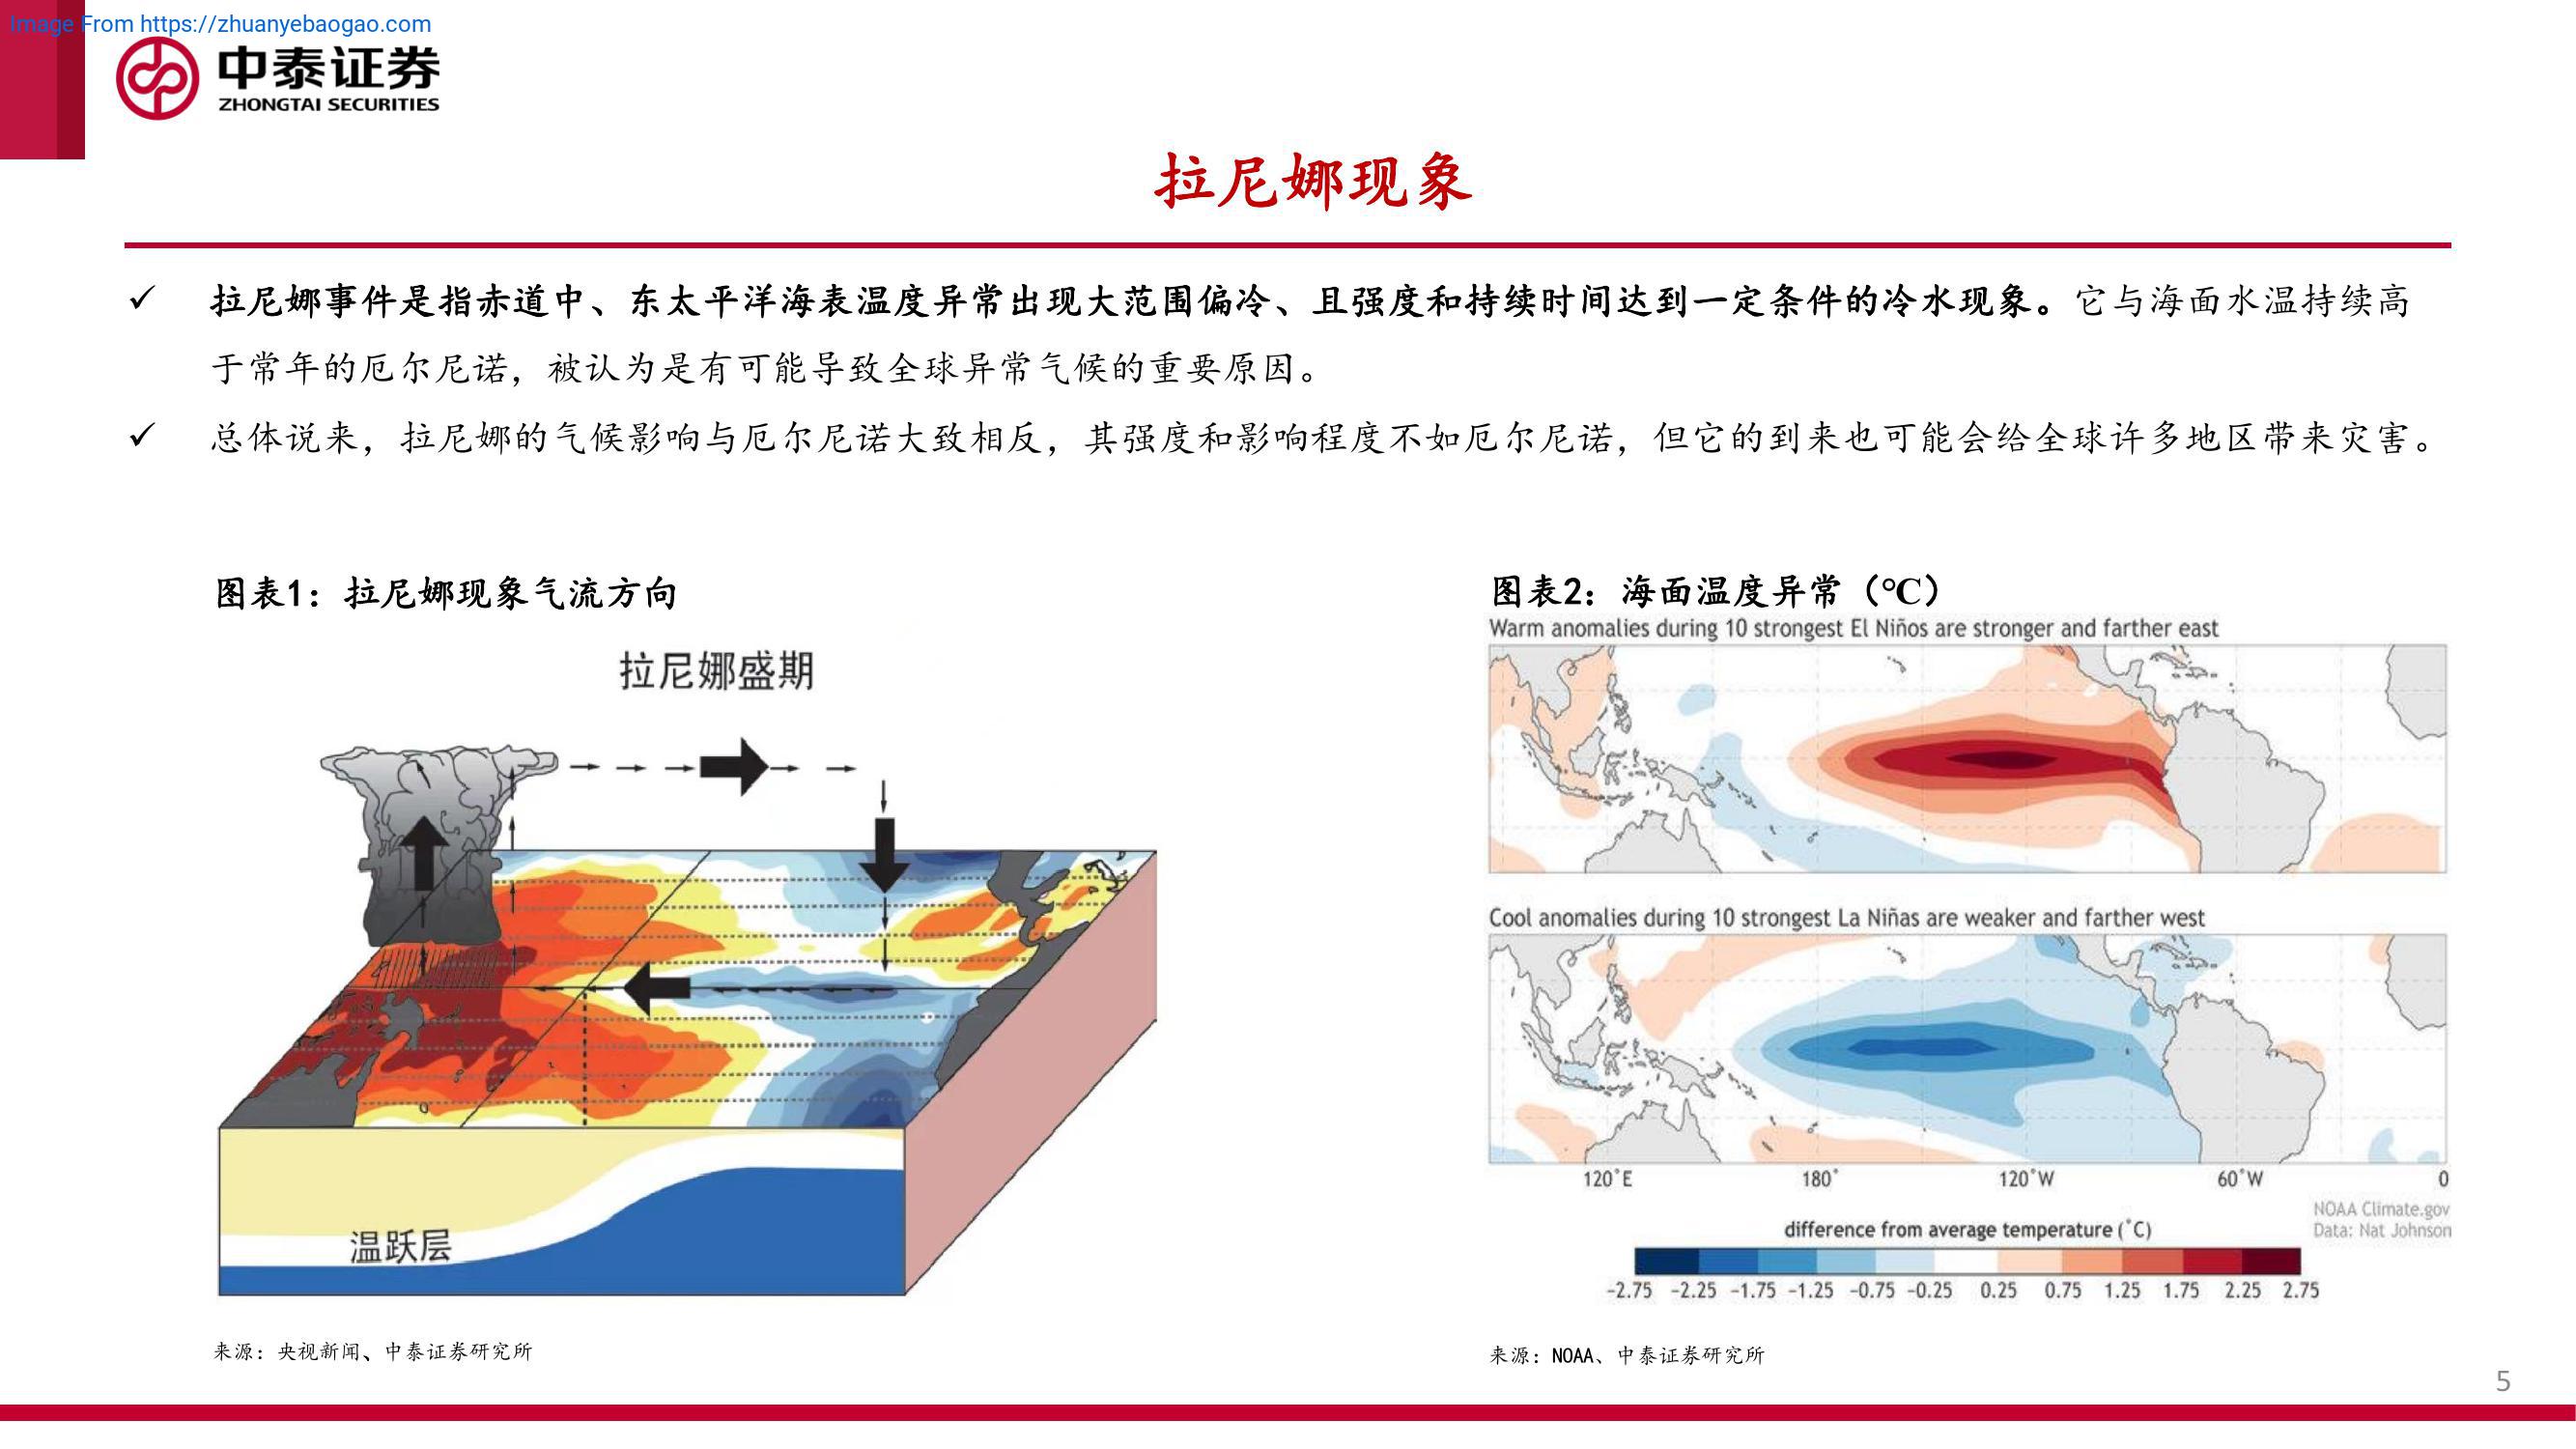 Image From https://zhuanyebaogao.com
中泰证券
ZHONGTAI SECURITIES
拉尼娜现象
✓ 拉尼娜事件是指赤道中、东太平洋海表温度异常出现大范围偏冷、且强度和持续时间达到一定条件的冷水现象。它与海面水温持续高
于常年的厄尔尼诺，被认为是有可能导致全球异常气候的重要原因。
✓ 总体说来，拉尼娜的气候影响与厄尔尼诺大致相反，其强度和影响程度不如厄尔尼诺，但它的到来也可能会给全球许多地区带来灾害。
图表1：拉尼娜现象气流方向
拉尼娜盛期
温跃层
来源：央视新闻、中泰证券研究所
图表2：海面温度异常（℃）
Warm anomalies during 10 strongest El Niños are stronger and farther east
Cool anomalies during 10 strongest La Niñas are weaker and farther west
120°E 180° 120°W 60°W 0
NOAA Climate.gov
Data: Nat Johnson
difference from average temperature (°C)
-2.75 -2.25 -1.75 -1.25 -0.75 -0.25 0.25 0.75 1.25 1.75 2.25 2.75
来源：NOAA、中泰证券研究所
5